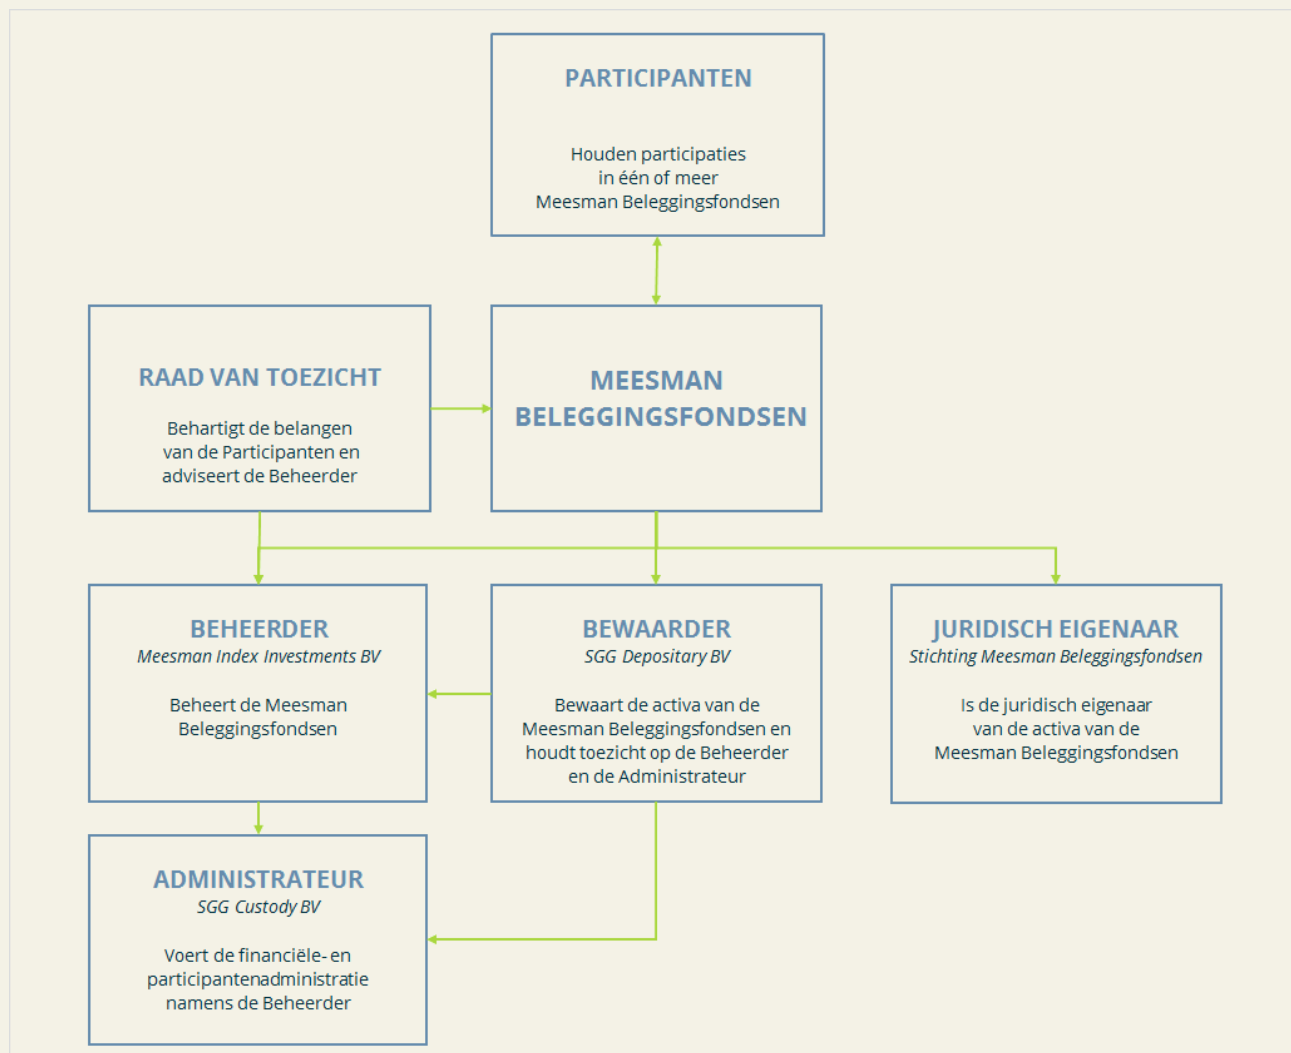 PARTICIPANTEN
Houden participaties
in één of meer
Meesman Beleggingsfondsen
RAAD VAN TOEZICHT
Behartigt de belangen
van de Participanten en
adviseert de Beheerder
MEESMAN
BELEGGINGSFONDSEN
BEHEERDER
Meesman Index Investments BV
Beheert de Meesman
Beleggingsfondsen
BEWAARDER
SGG Depositary BV
Bewaart de activa van de
Meesman Beleggingsfondsen en
houdt toezicht op de Beheerder
en de Administrateur
JURIDISCH EIGENAAR
Stichting Meesman Beleggingsfondsen
Is de juridisch eigenaar
van de activa van de
Meesman Beleggingsfondsen
ADMINISTRATEUR
SGG Custody BV
Voert de financiële- en
participantenadministratie
namens de Beheerder